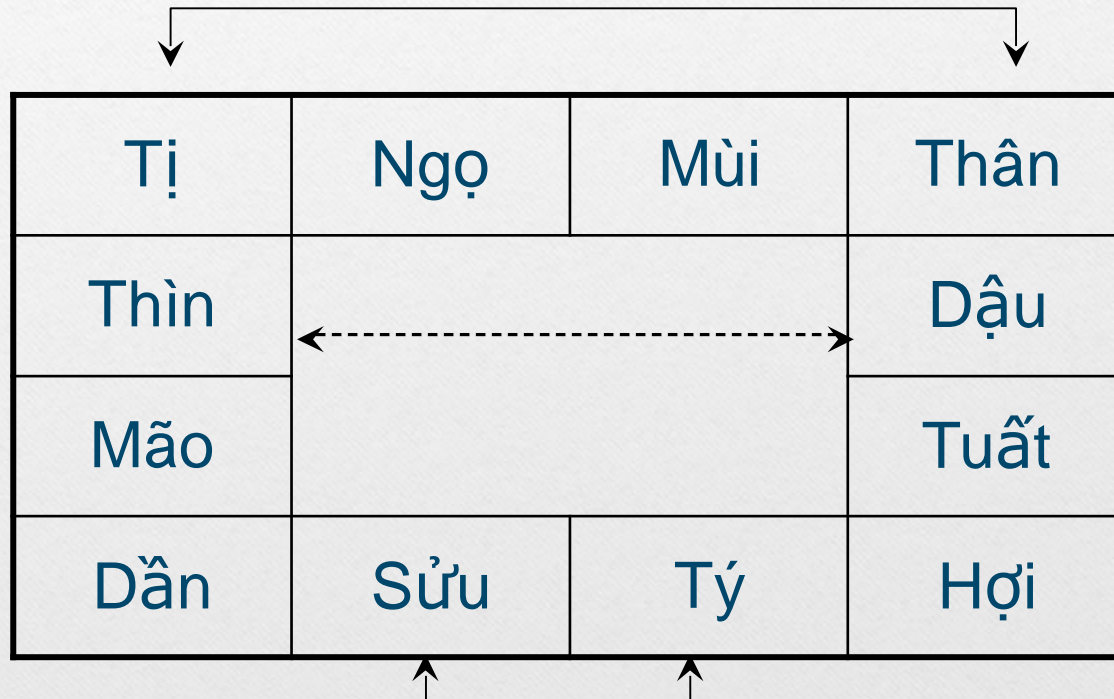 Tị Ngọ Mùi Thân
Thìn Dậu
Mão Tuất
Dần Sửu Tý Hợi